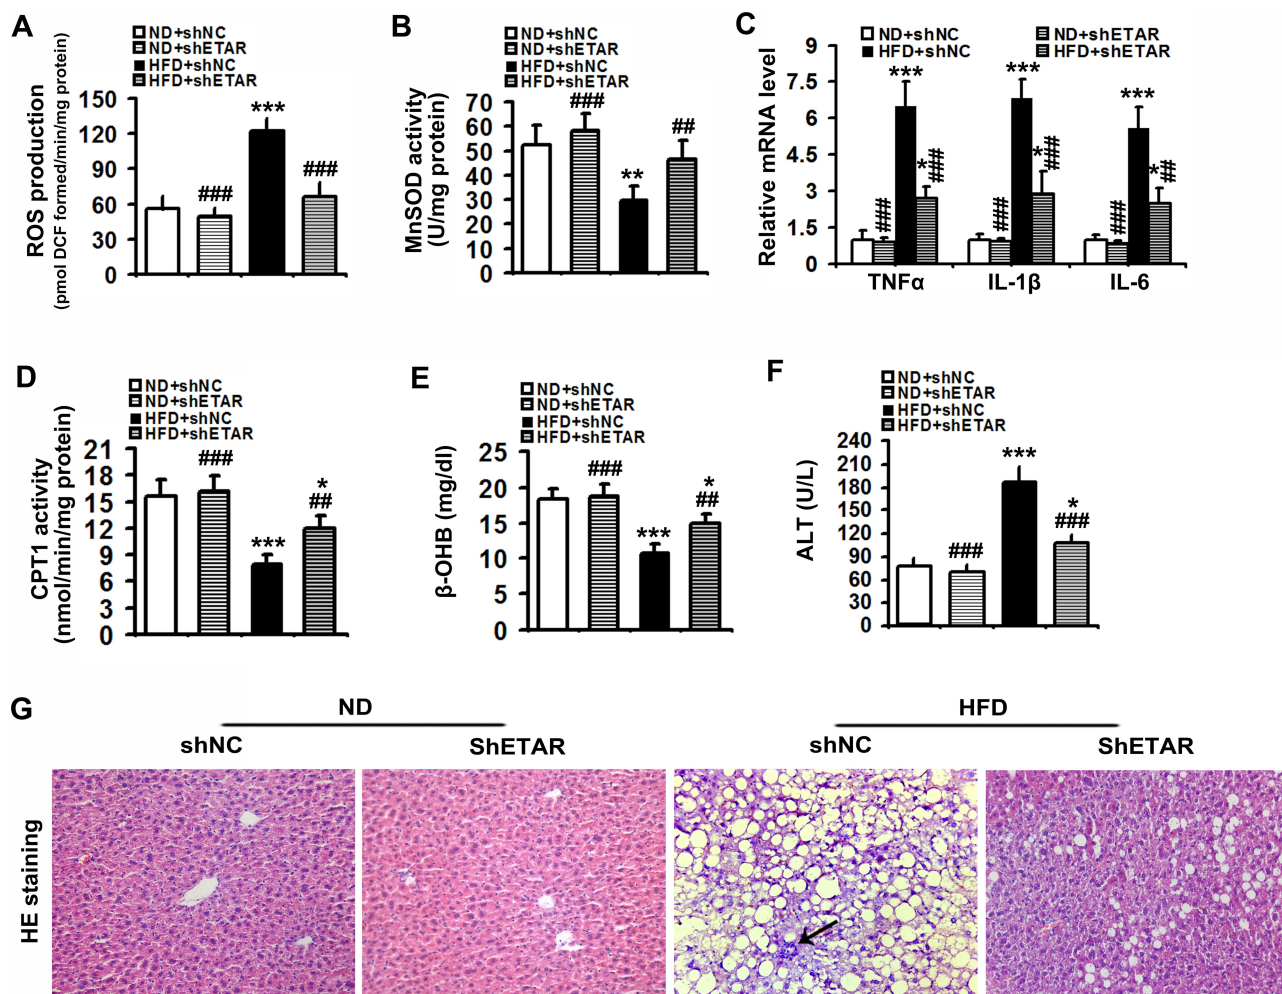 A
ND+shNC
ND+shETAR
HFD+shNC
HFD+shETAR
ROS production
(pmol DCF formed/min/mg protein)
150
120
90
60
30
0
###
***
###
B
ND+shNC
ND+shETAR
HFD+shNC
HFD+shETAR
MnSOD activity
(U/mg protein)
70
60
50
40
30
20
10
0
###
**
##
C
ND+shNC
ND+shETAR
HFD+shNC
HFD+shETAR
Relative mRNA level
9
7.5
6
4.5
3
1.5
0
###
***
*
###
###
***
*
###
###
***
*
##
TNFα
IL-1β
IL-6
D
ND+shNC
ND+shETAR
HFD+shNC
HFD+shETAR
CPT1 activity
(nmol/min/mg protein)
21
18
15
12
9
6
3
0
###
***
*
##
E
ND+shNC
ND+shETAR
HFD+shNC
HFD+shETAR
β-OHB (mg/dl)
25
20
15
10
5
0
###
***
*
##
F
ND+shNC
ND+shETAR
HFD+shNC
HFD+shETAR
ALT (U/L)
240
210
180
150
120
90
60
30
0
###
***
*
###
G
ND
HFD
shNC
ShETAR
shNC
ShETAR
HE staining